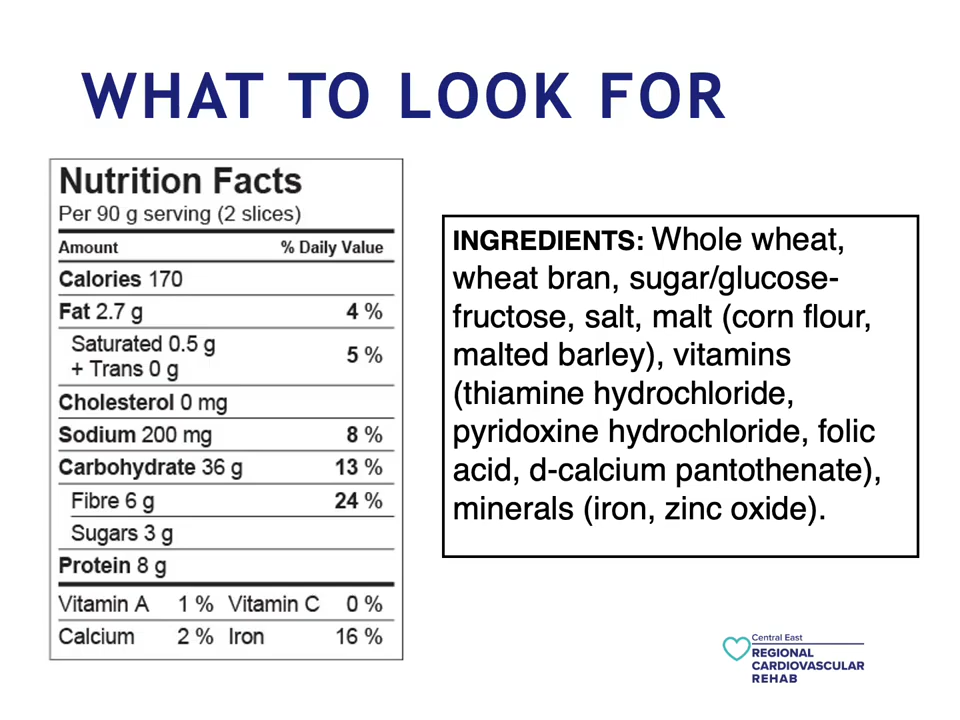 WHAT TO LOOK FOR
Nutrition Facts
Per 90 g serving (2 slices)
Amount % Daily Value
Calories 170
Fat 2.7 g 4 %
Saturated 0.5 g 5 %
+ Trans 0 g
Cholesterol 0 mg
Sodium 200 mg 8 %
Carbohydrate 36 g 13 %
Fibre 6 g 24 %
Sugars 3 g
Protein 8 g
Vitamin A 1 % Vitamin C 0 %
Calcium 2 % Iron 16 %
INGREDIENTS: Whole wheat,
wheat bran, sugar/glucose-
fructose, salt, malt (corn flour,
malted barley), vitamins
(thiamine hydrochloride,
pyridoxine hydrochloride, folic
acid, d-calcium pantothenate),
minerals (iron, zinc oxide).
Central East
REGIONAL
CARDIOVASCULAR
REHAB